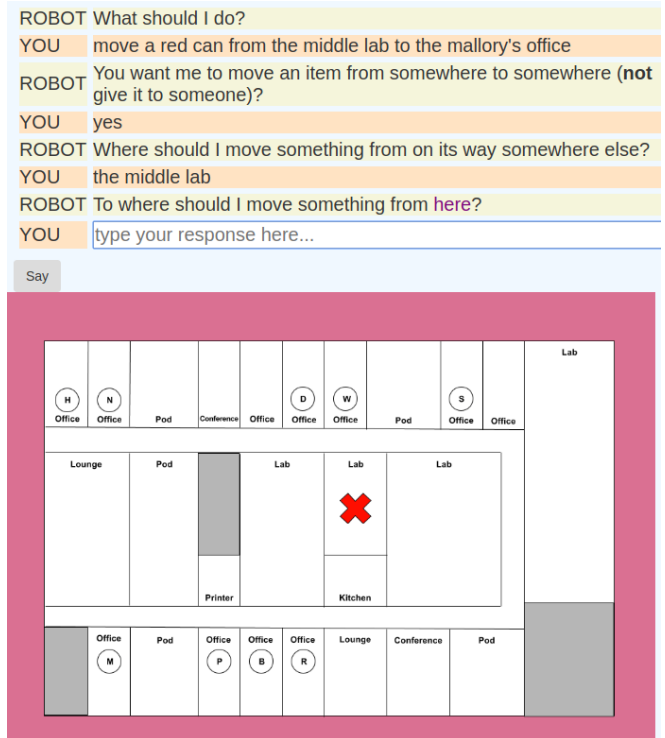 ROBOT What should I do?
YOU move a red can from the middle lab to the mallory's office
ROBOT You want me to move an item from somewhere to somewhere (not
give it to someone)?
YOU yes
ROBOT Where should I move something from on its way somewhere else?
YOU the middle lab
ROBOT To where should I move something from here?
YOU type your response here...
Say
Lab
H N D W S
Office Office Pod Conference Office Office Office Pod Office Office
Lounge Pod Lab Lab Lab
Printer Kitchen
Office Pod Office Office Office Lounge Conference Pod
M P B R